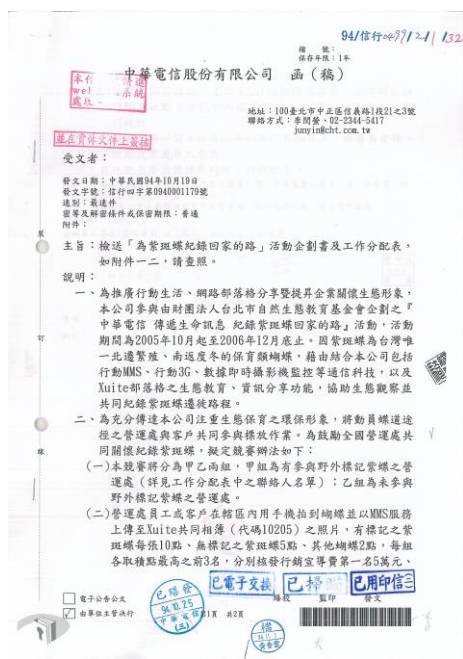 94/信行
檔 號:
保存年限:1年
中華電信股份有限公司 函(稿)
地址:100臺北市中正區信義路1段21之3號
聯絡方式:李閏螢、02-2344-5417
junyin@cht.com.tw
並在實体文件上簽核
受文者:
發文日期:中華民國94年10月19日
發文字號:信行四字第0940001179號
速別:最速件
密等及解密條件或保密期限:普通
附件:
裝
主旨:檢送「為紫斑蝶紀錄回家的路」活動企劃書及工作分配表,
如附件一二,請查照。
說明:
一、為推廣行動生活、網路部落格分享暨提昇企業關懷生態形象,
本公司參與由財團法人台北市自然生態教育基金會企劃之『
中華電信 傳遞生命訊息 紀錄紫斑蝶回家的路』活動,活動
期間為2005年10月起至2006年12月底止。因紫斑蝶為台灣唯
一北遷繁殖、南返度冬的保育類蝴蝶,藉由結合本公司包括
訂
行動MMS、行動3G、數據即時攝影機監控等通信科技,以及
Xuite部落格之生態教育、資訊分享功能,協助生態觀察並
共同紀錄紫斑蝶遷徙路程。
二、為充分傳達本公司注重生態保育之環保形象,將動員蝶道途
徑之營運處與客戶共同參與標放作業。為鼓勵全國營運處共
線
同關懷紀錄紫斑蝶,擬定競賽辦法如下:
(一)本競賽將分為甲乙兩組,甲組為有參與野外標記紫蝶之營
運處(詳見工作分配表中之聯絡人名單);乙組為未參與
野外標記紫蝶之營運處。
(二)營運處員工或客戶在轄區內用手機拍到蝴蝶並以MMS服務
上傳至Xuite共同相簿(代碼10205)之照片,有標記之紫
斑蝶每張10點、無標記之紫斑蝶5點、其他蝴蝶2點,每組
各取積點最高之前3名,分別核發行銷宣導費第一名5萬元、
已電子交換
已用印信
電子公告公文
由單位主管決行
第1頁 共2頁
繕校 監印 發文
已繕發
94.10.25